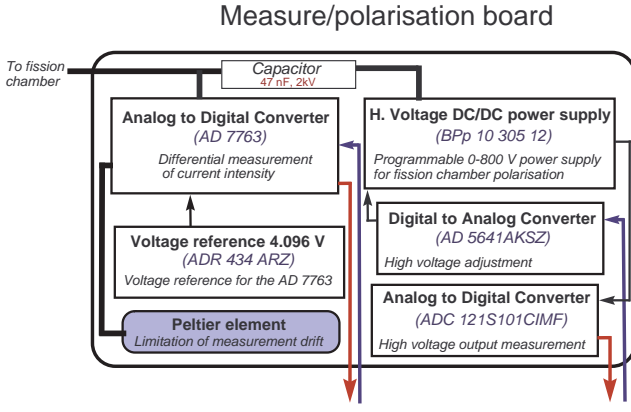 Measure/polarisation board
To fission
chamber
Capacitor
47 nF, 2kV
Analog to Digital Converter
(AD 7763)
Differential measurement
of current intensity
H. Voltage DC/DC power supply
(BPp 10 305 12)
Programmable 0-800 V power supply
for fission chamber polarisation
Voltage reference 4.096 V
(ADR 434 ARZ)
Voltage reference for the AD 7763
Digital to Analog Converter
(AD 5641AKSZ)
High voltage adjustment
Peltier element
Limitation of measurement drift
Analog to Digital Converter
(ADC 121S101CIMF)
High voltage output measurement